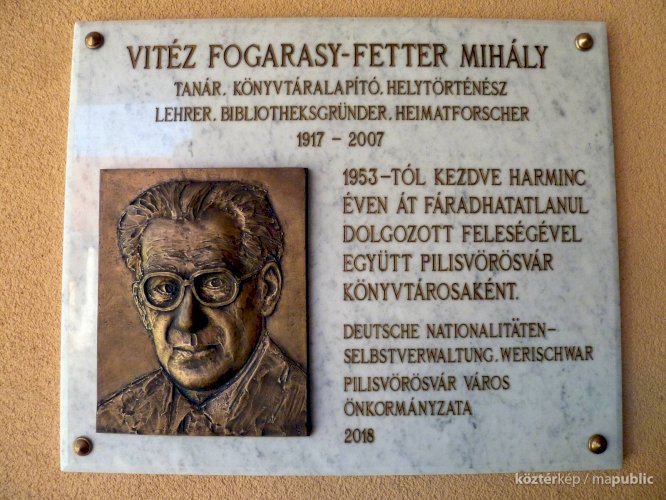 VITÉZ FOGARASY-FETTER MIHÁLY
TANÁR, KÖNYVTÁRALAPÍTÓ, HELYTÖRTÉNÉSZ
LEHRER, BIBLIOTHEKSGRÜNDER, HEIMATFORSCHER
1917 – 2007
1953-TÓL KEZDVE HARMINC
ÉVEN ÁT FÁRADHATATLANUL
DOLGOZOTT FELESÉGÉVEL
EGYÜTT PILISVÖRÖSVÁR
KÖNYVTÁROSAKÉNT.
DEUTSCHE NATIONALITÄTEN-
SELBSTVERWALTUNG, WERISCHWAR
PILISVÖRÖSVÁR VÁROS
ÖNKORMÁNYZATA
2018
köztérkép / mapublic